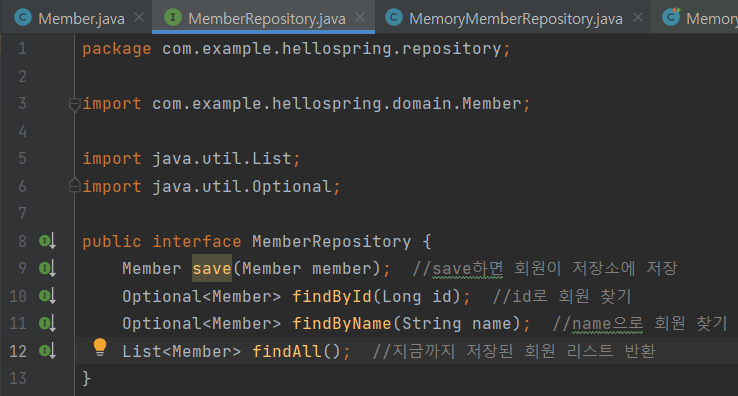 Member.java MemberRepository.java MemoryMemberRepository.java Memory
1 package com.example.hellospring.repository;
2
3 import com.example.hellospring.domain.Member;
4
5 import java.util.List;
6 import java.util.Optional;
7
8 public interface MemberRepository {
9 Member save(Member member); //save하면 회원이 저장소에 저장
10 Optional<Member> findById(Long id); //id로 회원 찾기
11 Optional<Member> findByName(String name); //name으로 회원 찾기
12 List<Member> findAll(); //지금까지 저장된 회원 리스트 반환
13 }